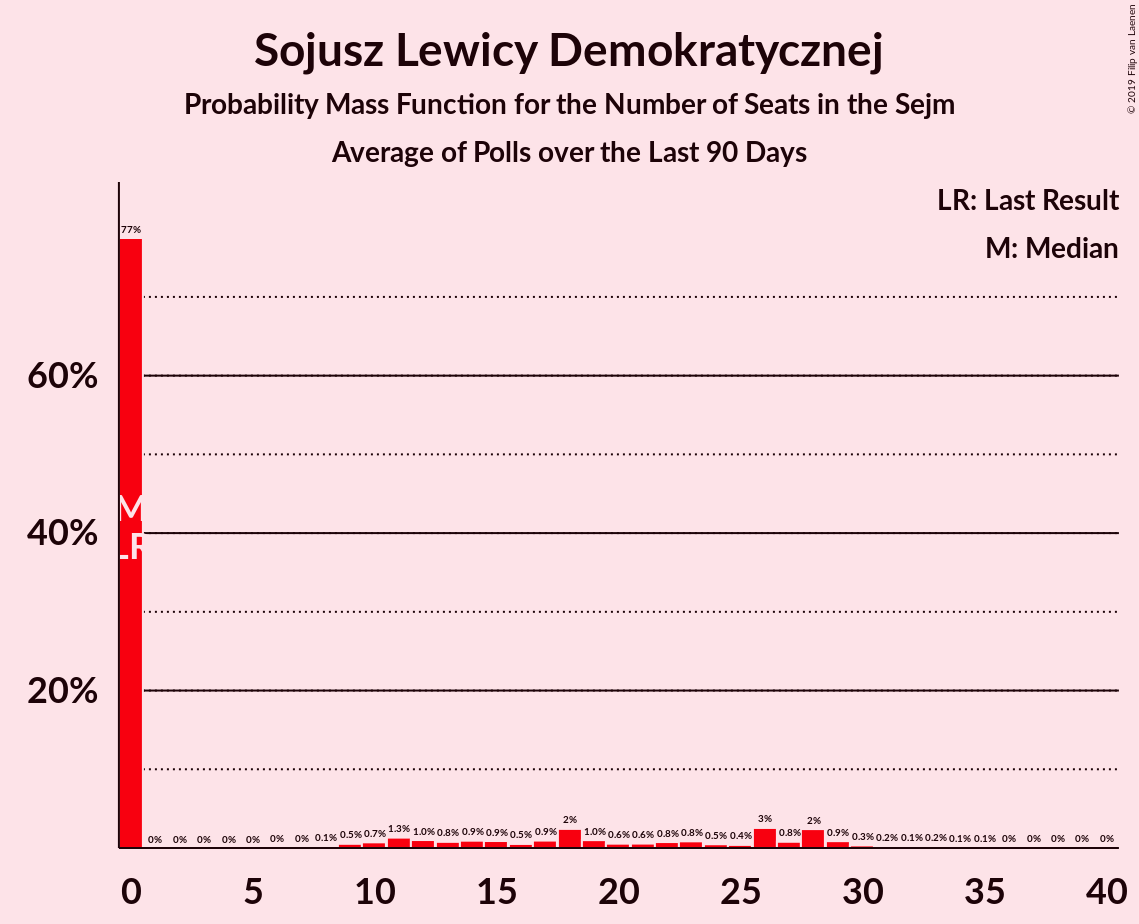 Sojusz Lewicy Demokratycznej
Probability Mass Function for the Number of Seats in the Sejm
Average of Polls over the Last 90 Days
© 2019 Filip van Laenen
LR: Last Result
M: Median
77%
60%
40%
20%
M
LR
0% 0% 0% 0% 0% 0% 0% 0.1% 0.5% 0.7% 1.3% 1.0% 0.8% 0.9% 0.9% 0.5% 0.9% 2% 1.0% 0.6% 0.6% 0.8% 0.8% 0.5% 0.4% 3% 0.8% 2% 0.9% 0.3% 0.2% 0.1% 0.2% 0.1% 0.1% 0% 0% 0% 0% 0%
0 5 10 15 20 25 30 35 40